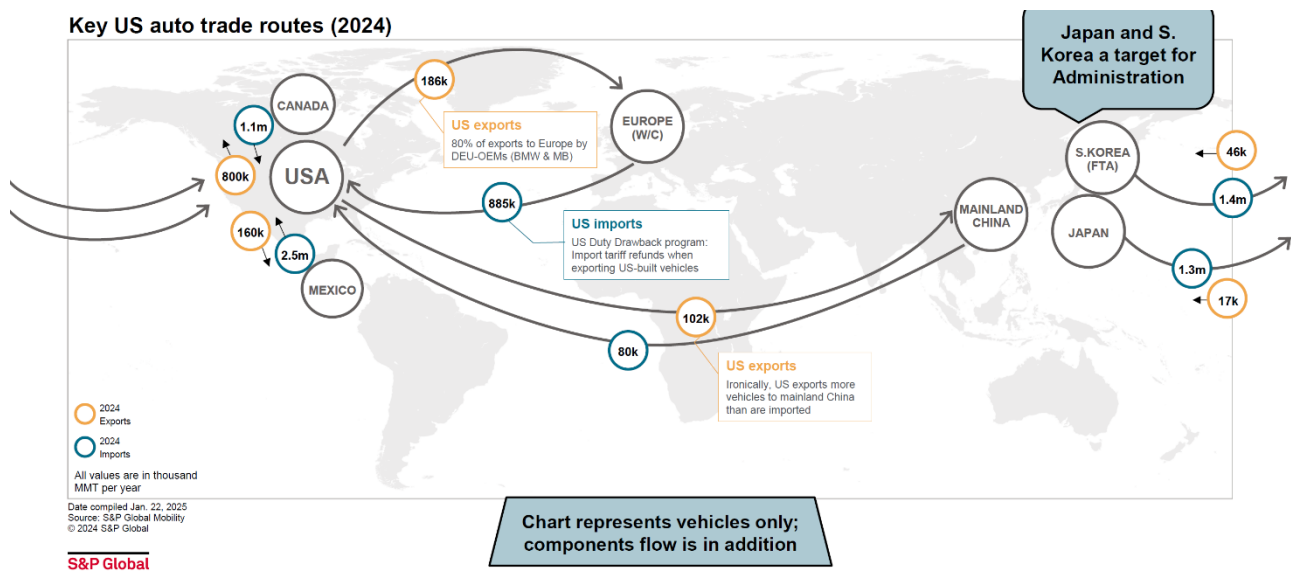 Key US auto trade routes (2024)
Japan and S.
Korea a target for
Administration
186k
CANADA
1.1m
US exports
80% of exports to Europe by
DEU-OEMs (BMW & MB)
EUROPE
(W/C)
S.KOREA
(FTA)
46k
USA
800k
885k
1.4m
MAINLAND
CHINA
JAPAN
160k
2.5m
US imports
US Duty Drawback program:
Import tariff refunds when
exporting US-built vehicles
1.3m
17k
MEXICO
102k
80k
US exports
Ironically, US exports more
vehicles to mainland China
than are imported
2024
Exports
2024
Imports
All values are in thousand
MMT per year
Date compiled Jan. 22, 2025
Source: S&P Global Mobility
© 2024 S&P Global
Chart represents vehicles only;
components flow is in addition
S&P Global